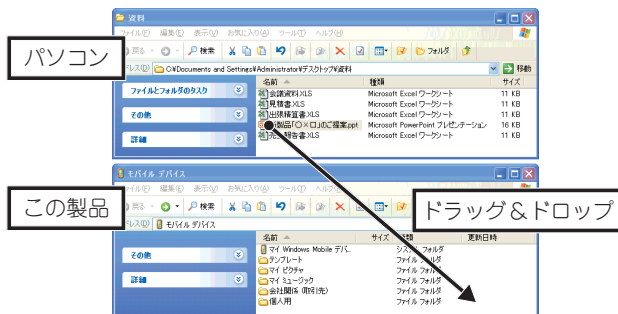 資料
ファイル(F) 編集(E) 表示(V) お気に入り(A) ツール(T) ヘルプ(H)
戻る 検索 フォルダ
パソコン
アドレス(D) C:¥Documents and Settings¥Administrator¥デスクトップ¥資料 移動
名前 種類 サイズ
ファイルとフォルダのタスク
会議資料.XLS Microsoft Excel ワークシート 11 KB
見積書.XLS Microsoft Excel ワークシート 11 KB
その他
出張精算書.XLS Microsoft Excel ワークシート 11 KB
製品「○×□」のご提案.ppt Microsoft PowerPoint プレゼンテーション 16 KB
詳細
報告書.XLS Microsoft Excel ワークシート 11 KB
モバイル デバイス
ファイル(F) 編集(E) 表示(V) お気に入り(A) ツール(T) ヘルプ(H)
この製品
戻る 検索
ドラッグ&ドロップ
アドレス(D) モバイル デバイス
名前 サイズ 種類 更新日時
その他
マイ Windows Mobile デバ... システム フォルダ
テンプレート ファイル フォルダ
マイ ピクチャ ファイル フォルダ
詳細
マイ ミュージック ファイル フォルダ
会社関係 (取引先) ファイル フォルダ
個人用 ファイル フォルダ